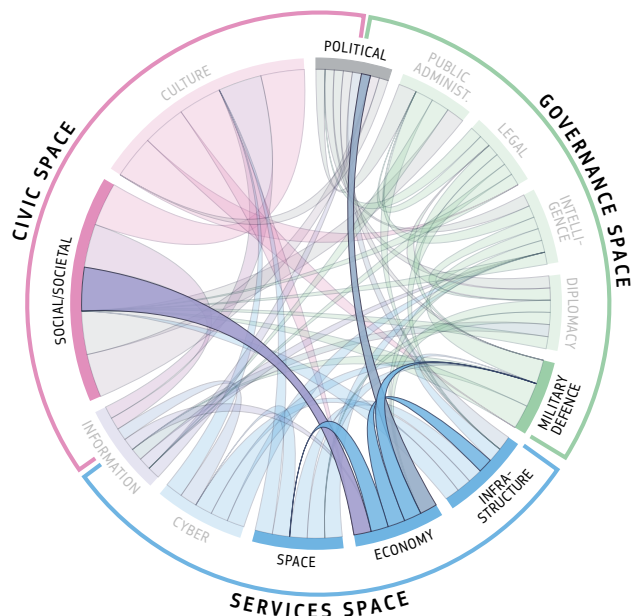 POLITICAL
PUBLIC
ADMINIST.
LEGAL
INTELLI-
GENCE
DIPLOMACY
MILITARY
DEFENCE
INFRA-
STRUCTURE
ECONOMY
SPACE
CYBER
INFORMATION
SOCIAL/SOCIETAL
CULTURE
CIVIC SPACE
GOVERNANCE SPACE
SERVICES SPACE